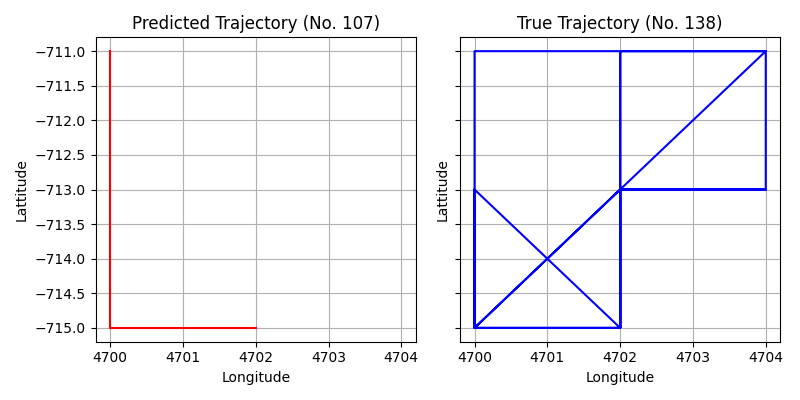 Predicted Trajectory (No. 107)
True Trajectory (No. 138)
Lattitude
−711.0
−711.5
−712.0
−712.5
−713.0
−713.5
−714.0
−714.5
−715.0
4700 4701 4702 4703 4704
Longitude
Lattitude
4700 4701 4702 4703 4704
Longitude